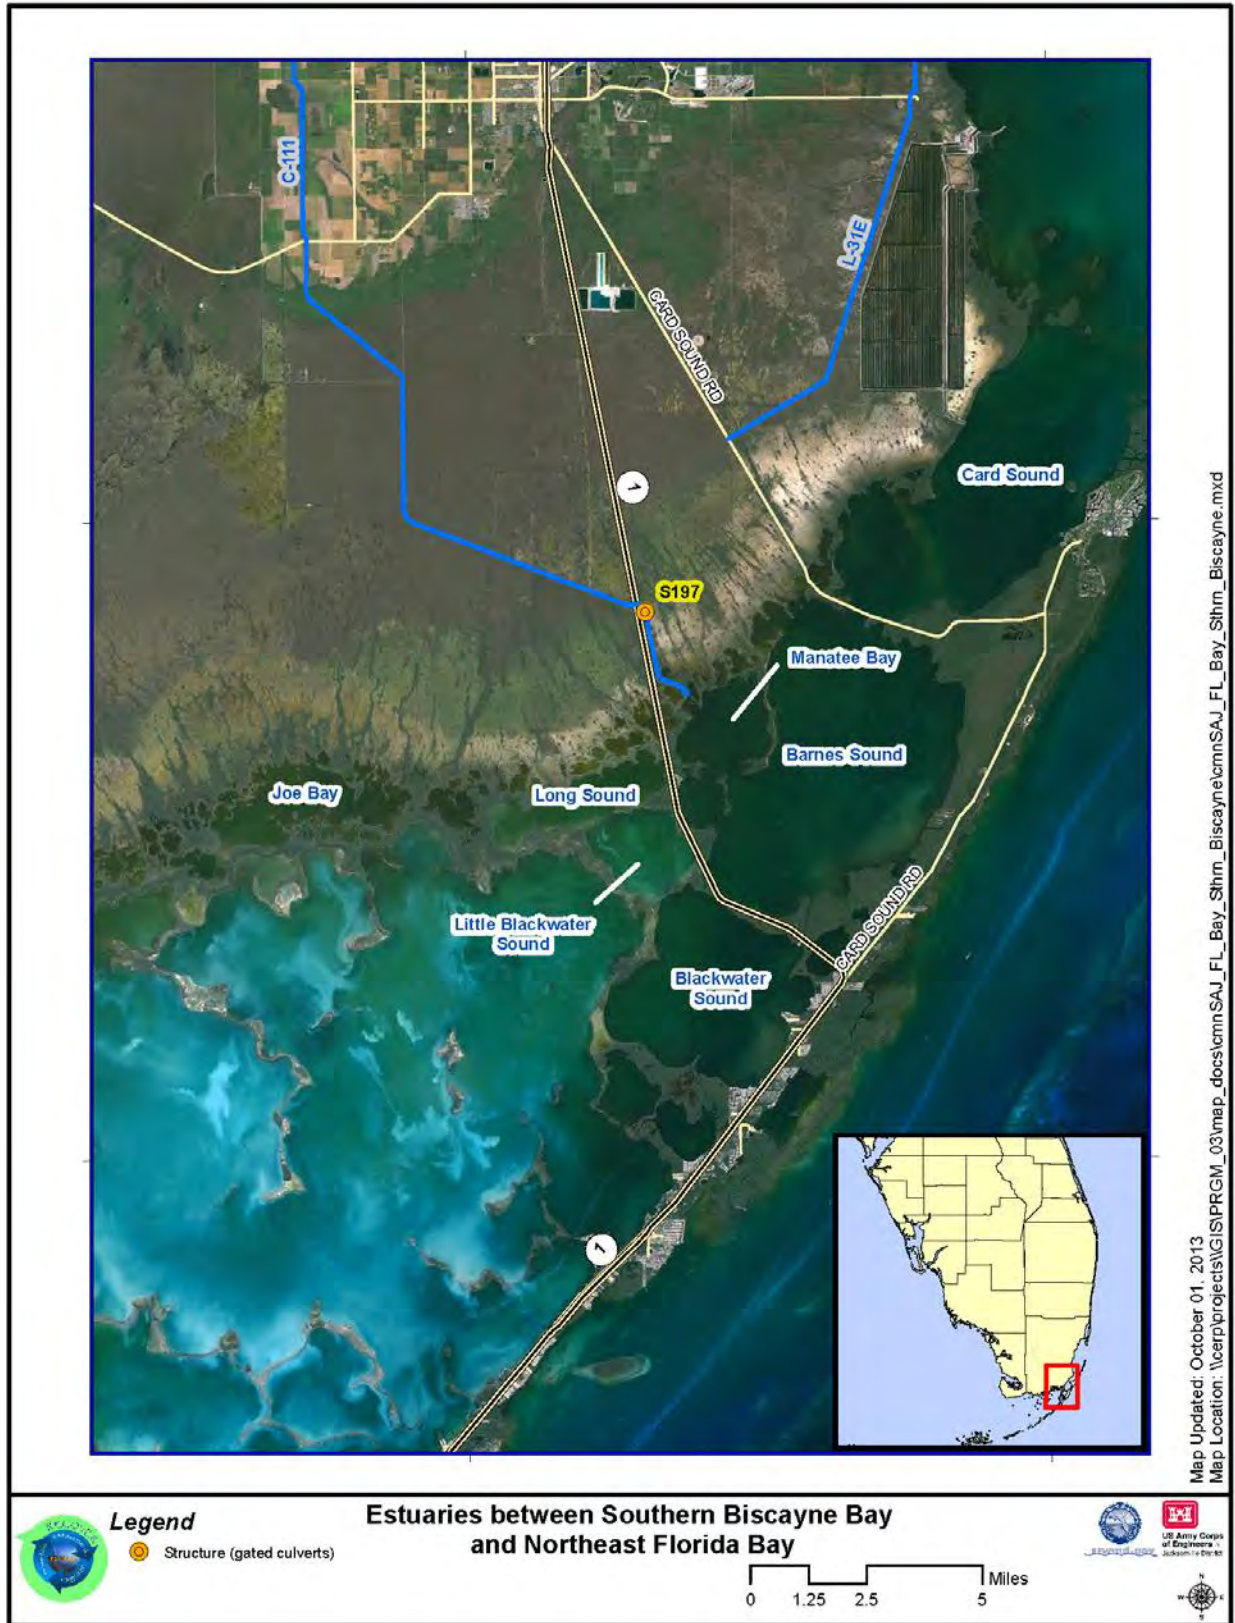 C-111
L-31E
CARD SOUND RD
1
Card Sound
S197
Manatee Bay
Barnes Sound
Joe Bay
Long Sound
Little Blackwater
Sound
CARD SOUND RD
Blackwater
Sound
1
Map Updated: October 01, 2013
Map Location: \\cerp\projects\\GIS\PRGM_03\map_docs\cmnSAJ_FL_Bay_Sthrn_Biscayne\cmnSAJ_FL_Bay_Sthrn_Biscayne.mxd
Legend
Structure (gated culverts)
Estuaries between Southern Biscayne Bay
and Northeast Florida Bay
0 1.25 2.5 5 Miles
US Army Corps
of Engineers
Jacksonville District
N
W E
S